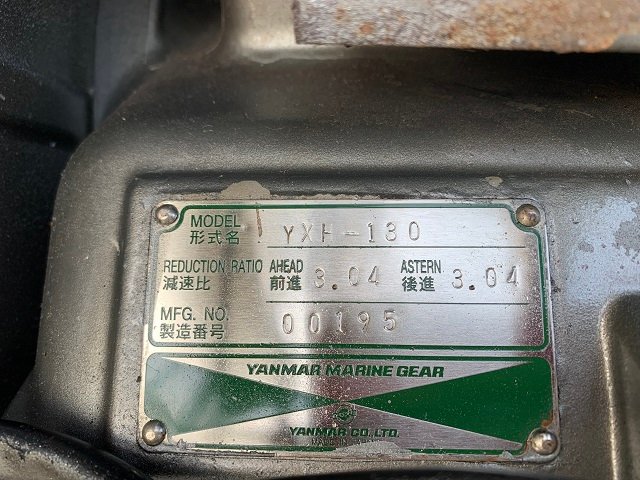 MODEL
形式名 YXH-130
REDUCTION RATIO AHEAD 3.04 ASTERN 3.04
減速比 前進 後進
MFG. NO. 00195
製造番号
YANMAR MARINE GEAR
YANMAR CO., LTD.